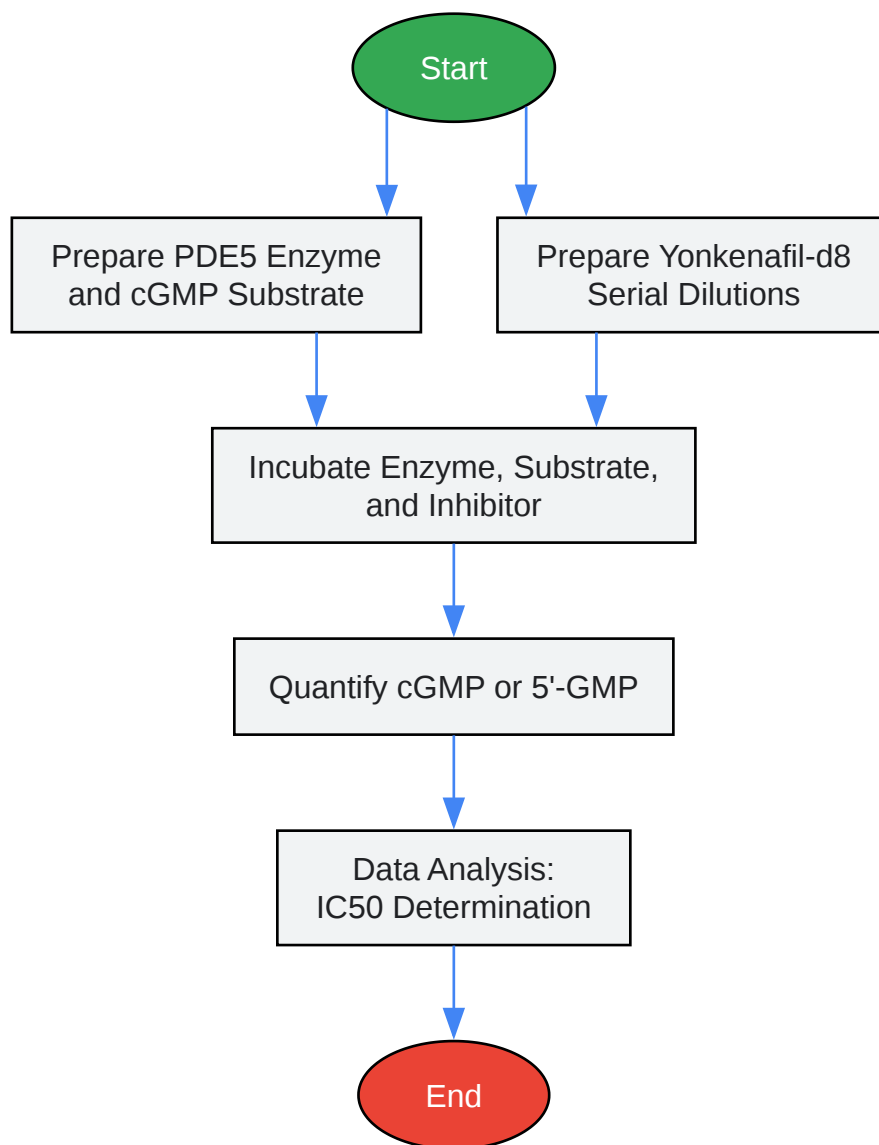 Start
Prepare PDE5 Enzyme
and cGMP Substrate
Prepare Yonkenafil-d8
Serial Dilutions
Incubate Enzyme, Substrate,
and Inhibitor
Quantify cGMP or 5'-GMP
Data Analysis:
IC50 Determination
End